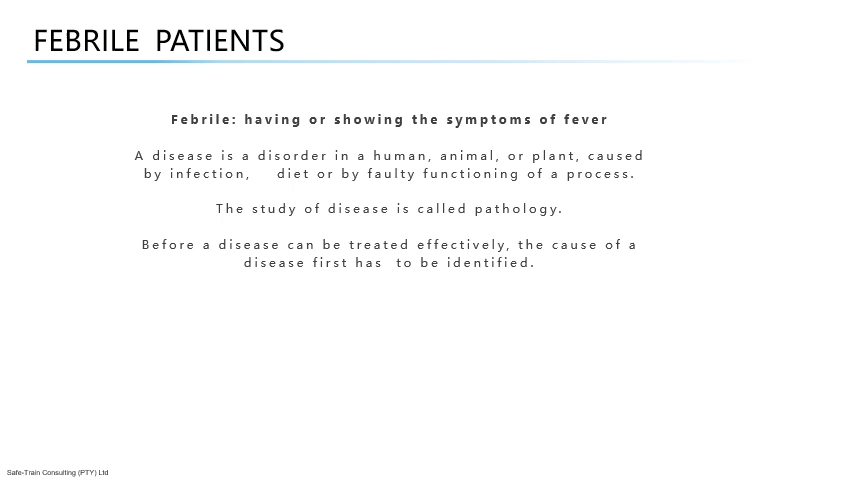 FEBRILE PATIENTS
Febrile: having or showing the symptoms of fever
A disease is a disorder in a human, animal, or plant, caused
by infection, diet or by faulty functioning of a process.
The study of disease is called pathology.
Before a disease can be treated effectively, the cause of a
disease first has to be identified.
Safe-Train Consulting (PTY) Ltd